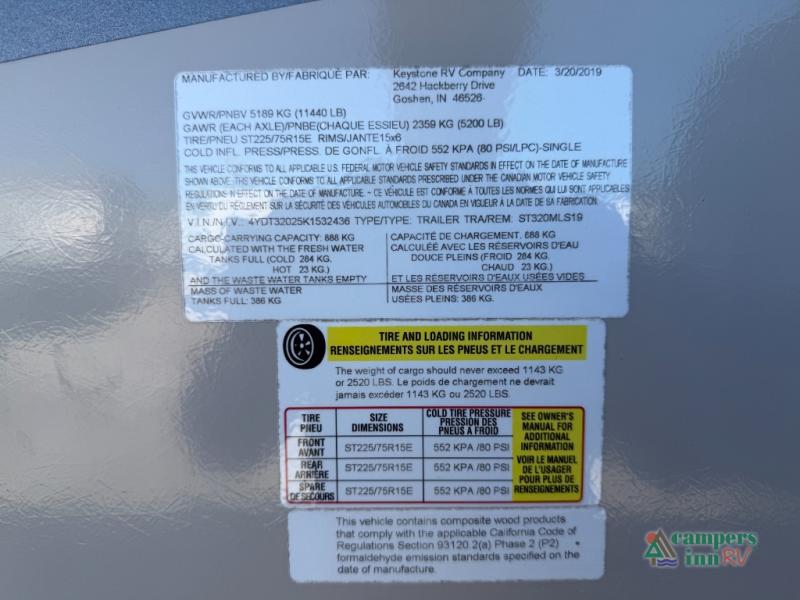 MANUFACTURED BY/FABRIQUÉ PAR: Keystone RV Company DATE: 3/20/2019
2642 Hackberry Drive
Goshen, IN 46526
GVWR/PNBV 5189 KG (11440 LB)
GAWR (EACH AXLE)/PNBE(CHAQUE ESSIEU) 2359 KG (5200 LB)
TIRE/PNEU ST225/75R15E RIMS/JANTE15x6
COLD INFL. PRESS/PRESS. DE GONFL. À FROID 552 KPA (80 PSI/LPC)-SINGLE
THIS VEHICLE CONFORMS TO ALL APPLICABLE U.S. FEDERAL MOTOR VEHICLE SAFETY STANDARDS IN EFFECT ON THE DATE OF MANUFACTURE
SHOWN ABOVE. THIS VEHICLE CONFORMS TO ALL APPLICABLE STANDARDS PRESCRIBED UNDER THE CANADIAN MOTOR VEHICLE SAFETY
REGULATIONS IN EFFECT ON THE DATE OF MANUFACTURE - CE VÉHICULE EST CONFORME À TOUTES LES NORMES QUI LUI SONT APPLICABLES
EN VERTU DU RÉGLEMENT SUR LA SÉCURITÉ DES VÉHICULES AUTOMOBILES DU CANADA EN VIGUEUR À LA DATE DE SA FABRICATION.
V.I.N./N.I.V.: 4YDT32025K1532436 TYPE/TYPE: TRAILER TRA/REM: ST320MLS19
CARGO-CARRYING CAPACITY: 888 KG
CALCULATED WITH THE FRESH WATER
TANKS FULL (COLD 284 KG.
HOT 23 KG.)
AND THE WASTE WATER TANKS EMPTY
MASS OF WASTE WATER
TANKS FULL: 386 KG
CAPACITÉ DE CHARGEMENT: 888 KG
CALCULÉE AVEC LES RÉSERVOIRS D'EAU
DOUCE PLEINS (FROID 284 KG.
CHAUD 23 KG.)
ET LES RÉSERVOIRS D'EAUX USÉES VIDES
MASSE DES RÉSERVOIRS D'EAUX
USÉES PLEINS: 386 KG.
TIRE AND LOADING INFORMATION
RENSEIGNEMENTS SUR LES PNEUS ET LE CHARGEMENT
The weight of cargo should never exceed 1143 KG
or 2520 LBS. Le poids de chargement ne devrait
jamais excéder 1143 KG ou 2520 LBS.
TIRE SIZE COLD TIRE PRESSURE
PNEU DIMENSIONS PRESSION DES
PNEUS A FROID
FRONT
AVANT ST225/75R15E 552 KPA /80 PSI
REAR
ARRIÈRE ST225/75R15E 552 KPA /80 PSI
SPARE
DE SECOURS ST225/75R15E 552 KPA /80 PSI
SEE OWNER'S
MANUAL FOR
ADDITIONAL
INFORMATION
VOIR LE MANUEL
DE L'USAGER
POUR PLUS DE
RENSEIGNEMENTS
This vehicle contains composite wood products
that comply with the applicable California Code of
Regulations Section 93120.2(a) Phase 2 (P2)
formaldehyde emission standards specified on the
date of manufacture.
campers
inn RV